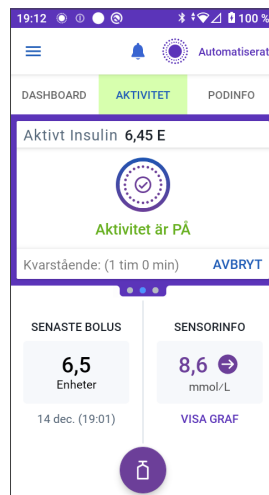 19:12 100 %
Automatiserat
DASHBOARD AKTIVITET PODINFO
Aktivt Insulin 6,45 E
Aktivitet är PÅ
Kvarstående: (1 tim 0 min) AVBRYT
SENASTE BOLUS SENSORINFO
6,5 8,6
Enheter mmol/L
14 dec. (19:01) VISA GRAF